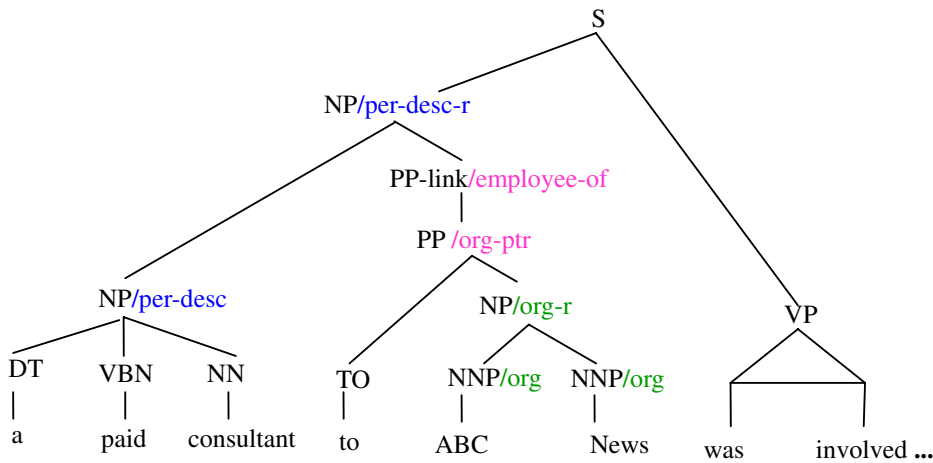 S
NP/per-desc-r
PP-link/employee-of
PP /org-ptr
NP/per-desc
NP/org-r
VP
DT VBN NN TO NNP/org NNP/org
a paid consultant to ABC News was involved ...